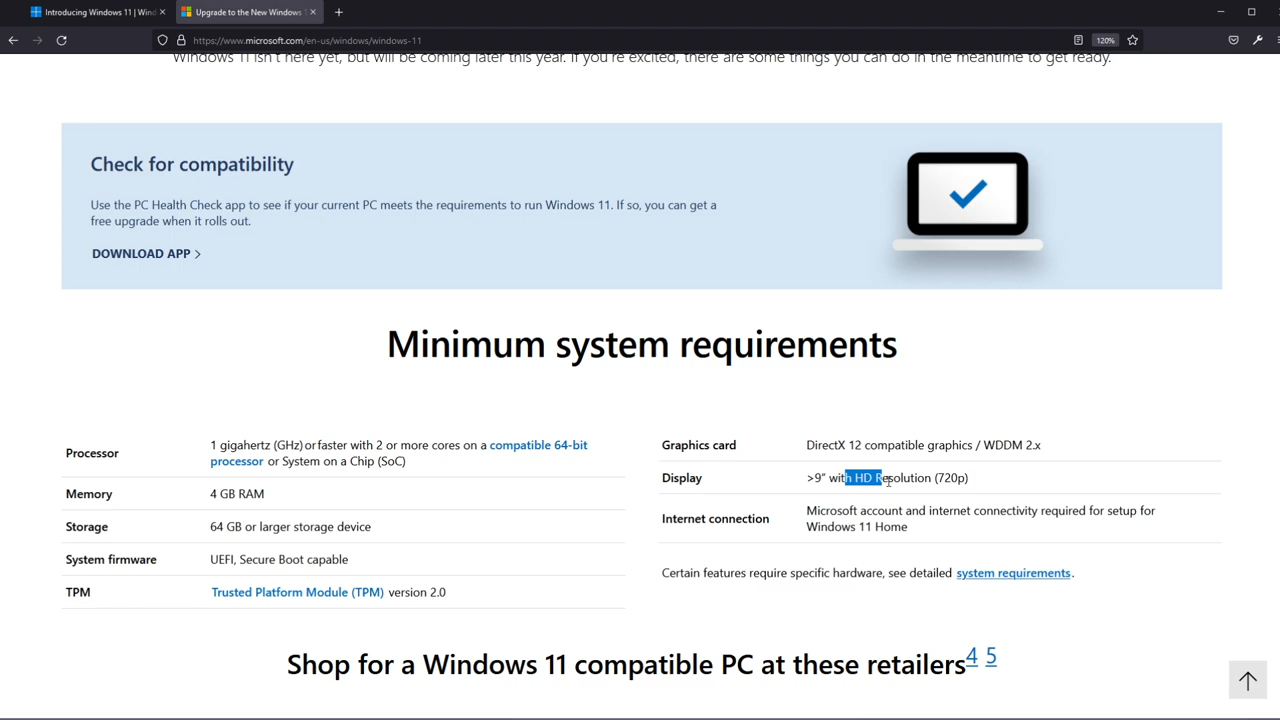 Introducing Windows 11 | Wind
Upgrade to the New Windows
https://www.microsoft.com/en-us/windows/windows-11
120%
Windows 11 isn't here yet, but will be coming later this year. If you're excited, there are some things you can do in the meantime to get ready.
Check for compatibility
Use the PC Health Check app to see if your current PC meets the requirements to run Windows 11. If so, you can get a
free upgrade when it rolls out.
DOWNLOAD APP >
Minimum system requirements
Processor
1 gigahertz (GHz) or faster with 2 or more cores on a compatible 64-bit
processor or System on a Chip (SoC)
Memory
4 GB RAM
Storage
64 GB or larger storage device
System firmware
UEFI, Secure Boot capable
TPM
Trusted Platform Module (TPM) version 2.0
Graphics card
DirectX 12 compatible graphics / WDDM 2.x
Display
>9” with HD Resolution (720p)
Internet connection
Microsoft account and internet connectivity required for setup for
Windows 11 Home
Certain features require specific hardware, see detailed system requirements.
Shop for a Windows 11 compatible PC at these retailers 4 5